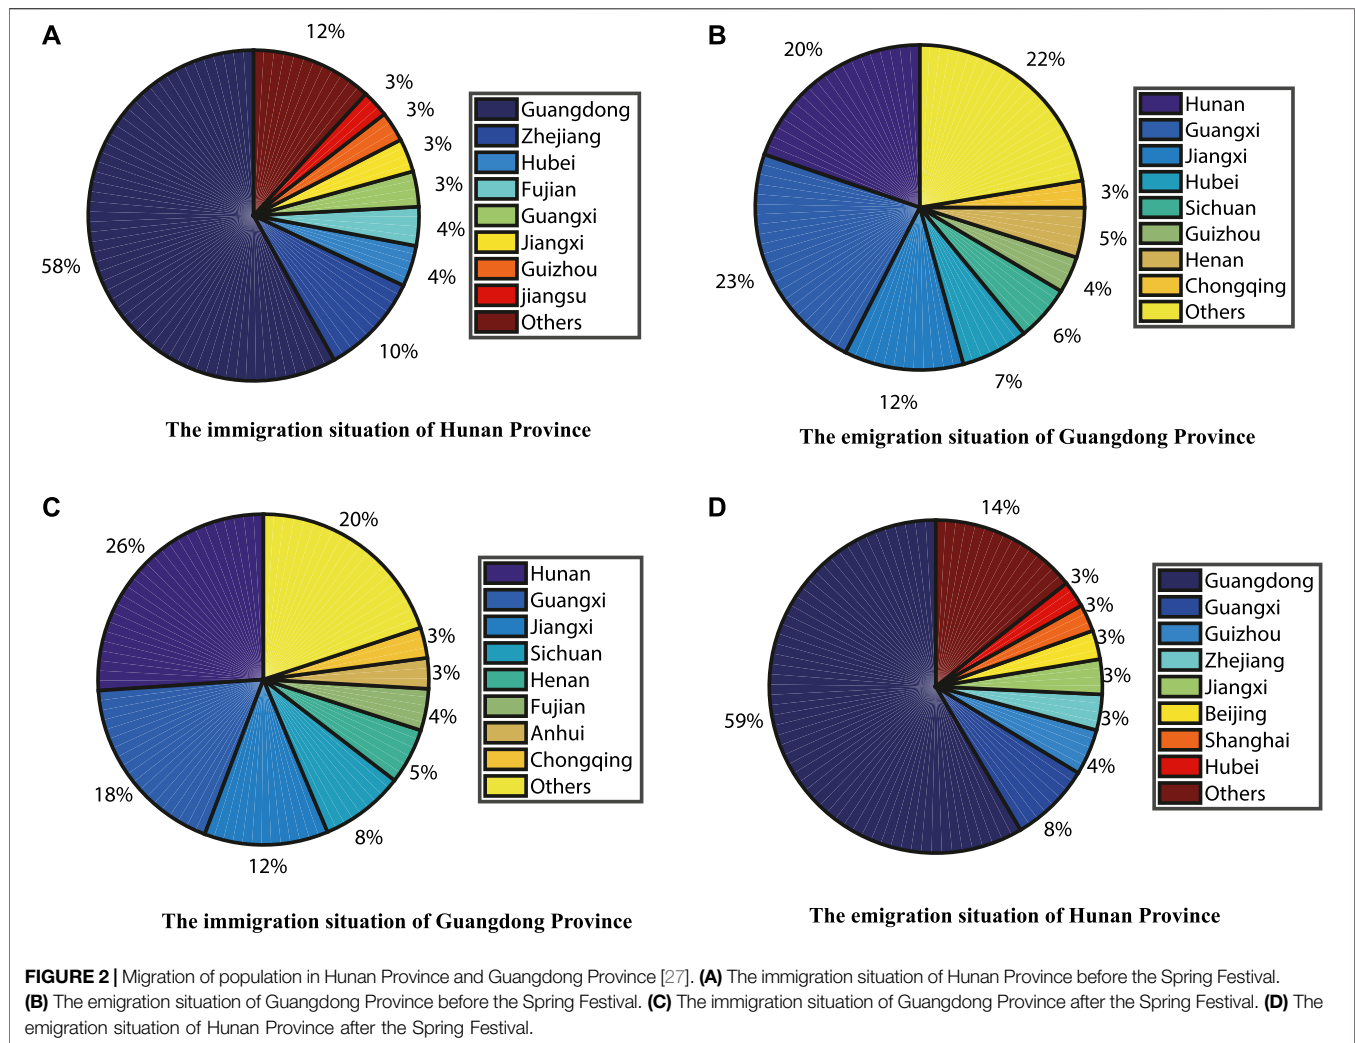 A
12%
3%
3%
3%
3%
4%
4%
10%
58%
Guangdong
Zhejiang
Hubei
Fujian
Guangxi
Jiangxi
Guizhou
jiangsu
Others
The immigration situation of Hunan Province
B
20%
22%
3%
5%
4%
6%
7%
12%
23%
Hunan
Guangxi
Jiangxi
Hubei
Sichuan
Guizhou
Henan
Chongqing
Others
The emigration situation of Guangdong Province
C
26%
20%
3%
3%
4%
5%
8%
12%
18%
Hunan
Guangxi
Jiangxi
Sichuan
Henan
Fujian
Anhui
Chongqing
Others
The immigration situation of Guangdong Province
D
14%
3%
3%
3%
3%
3%
4%
8%
59%
Guangdong
Guangxi
Guizhou
Zhejiang
Jiangxi
Beijing
Shanghai
Hubei
Others
The emigration situation of Hunan Province
FIGURE 2 | Migration of population in Hunan Province and Guangdong Province [27]. (A) The immigration situation of Hunan Province before the Spring Festival.
(B) The emigration situation of Guangdong Province before the Spring Festival. (C) The immigration situation of Guangdong Province after the Spring Festival. (D) The
emigration situation of Hunan Province after the Spring Festival.